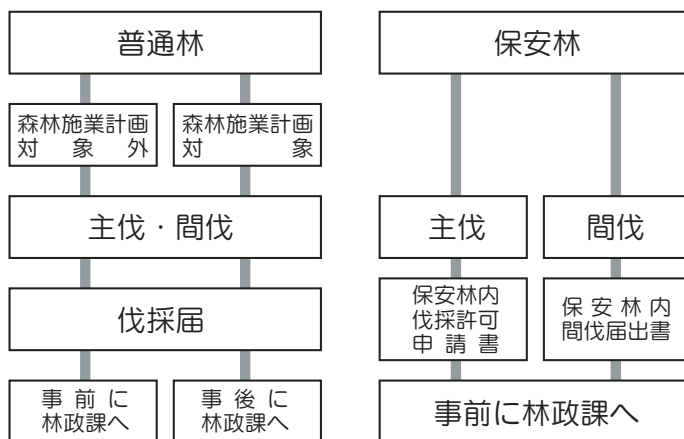 普通林
森林施業計画
対象外
森林施業計画
対象
主伐・間伐
伐採届
事前に
林政課へ
事後に
林政課へ
保安林
主伐
間伐
保安林内
伐採許可
申請書
保安林内
間伐届出書
事前に林政課へ